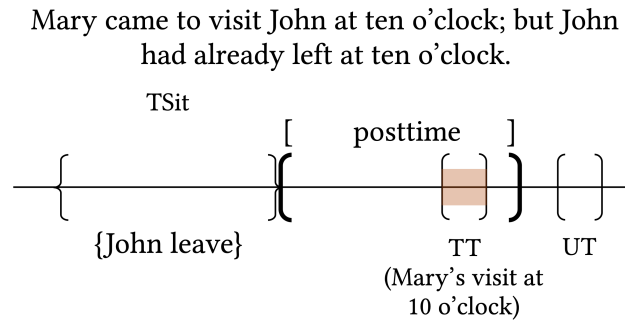 Mary came to visit John at ten o’clock; but John
had already left at ten o’clock.
TSit
[ posttime ]
{John leave}
TT
UT
(Mary’s visit at
10 o’clock)